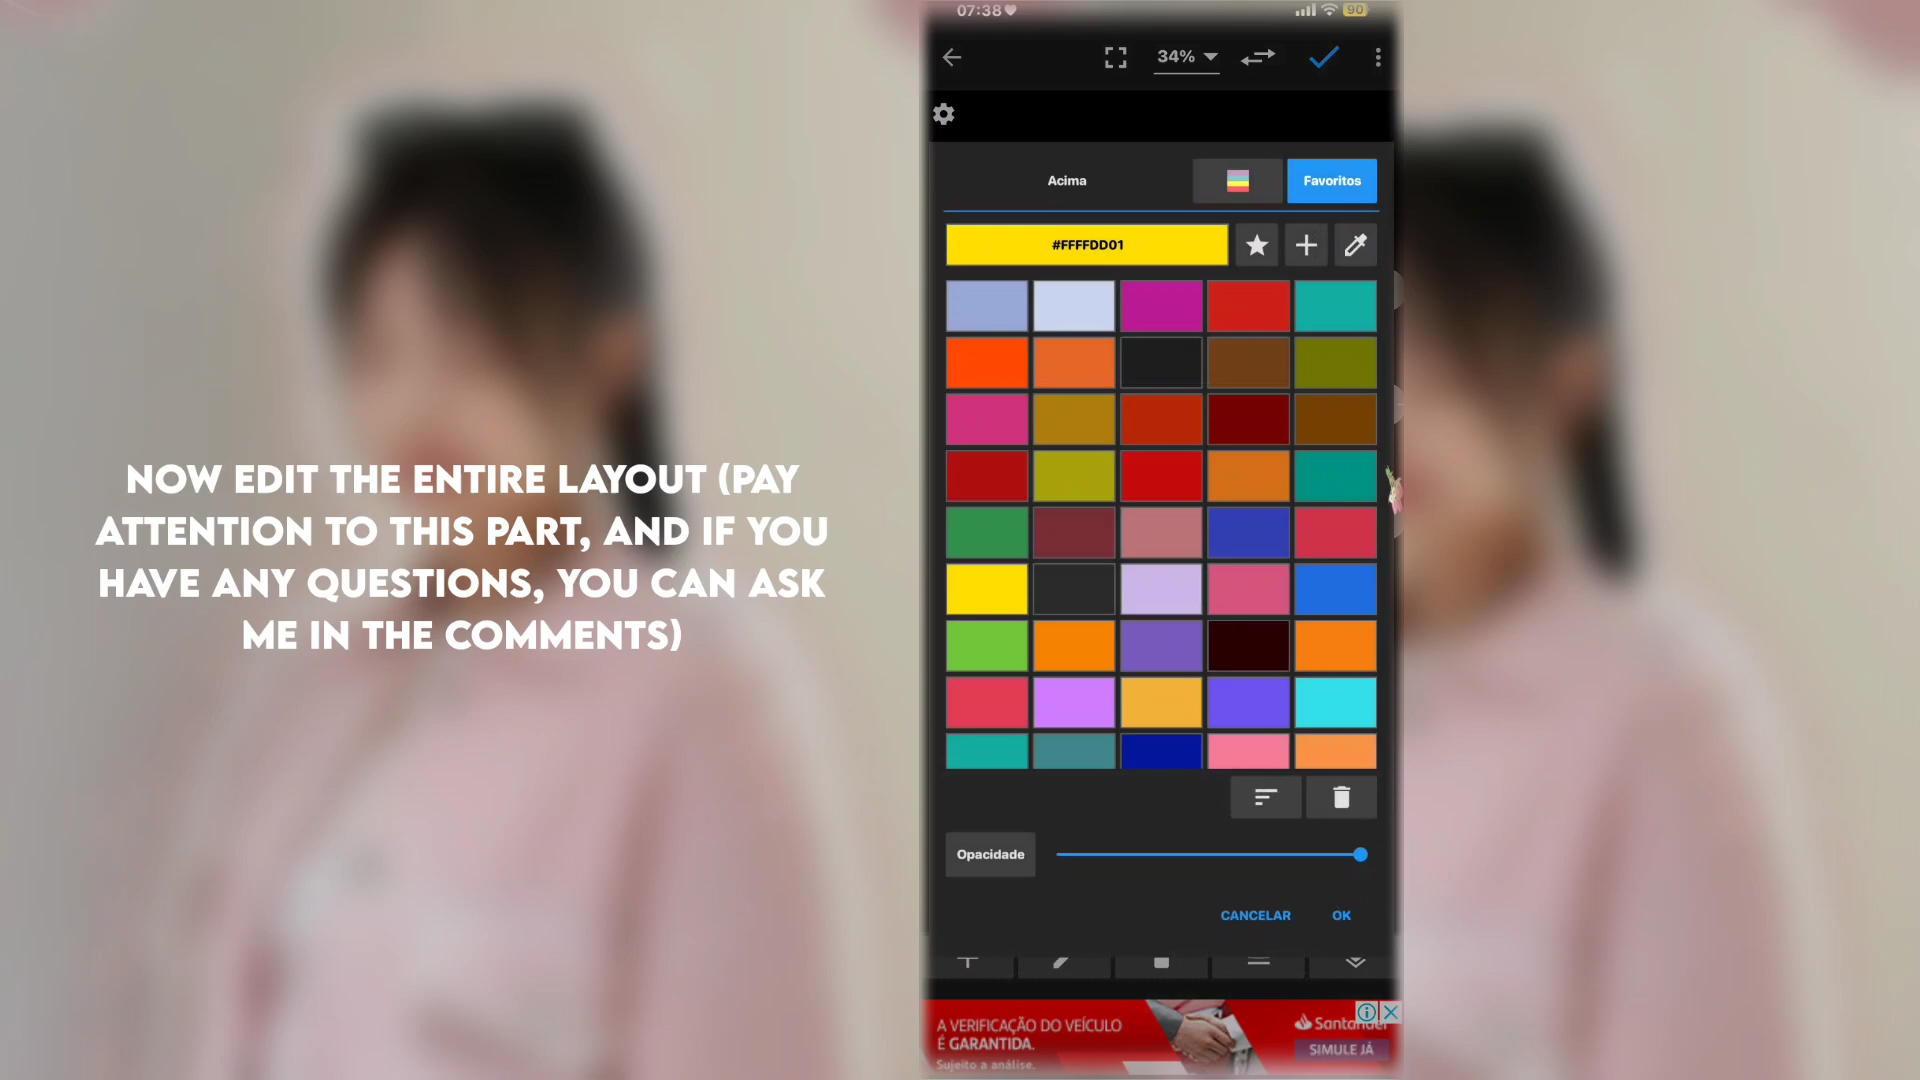 07:38
90
34%
Acima
Favoritos
#FFFFDD01
NOW EDIT THE ENTIRE LAYOUT (PAY
ATTENTION TO THIS PART, AND IF YOU
HAVE ANY QUESTIONS, YOU CAN ASK
ME IN THE COMMENTS)
Opacidade
CANCELAR
OK
A VERIFICAÇÃO DO VEÍCULO
É GARANTIDA.
Sujeito a análise.
Santander
SIMULE JÁ